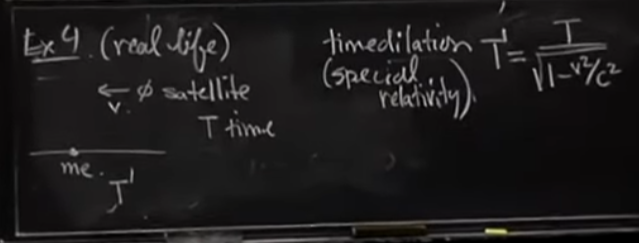 Ex 4. (real life)
← ϕ satellite
v.
T time
me.
T'
timedilation T' = T/√1-v²/c²
(special
relativity).